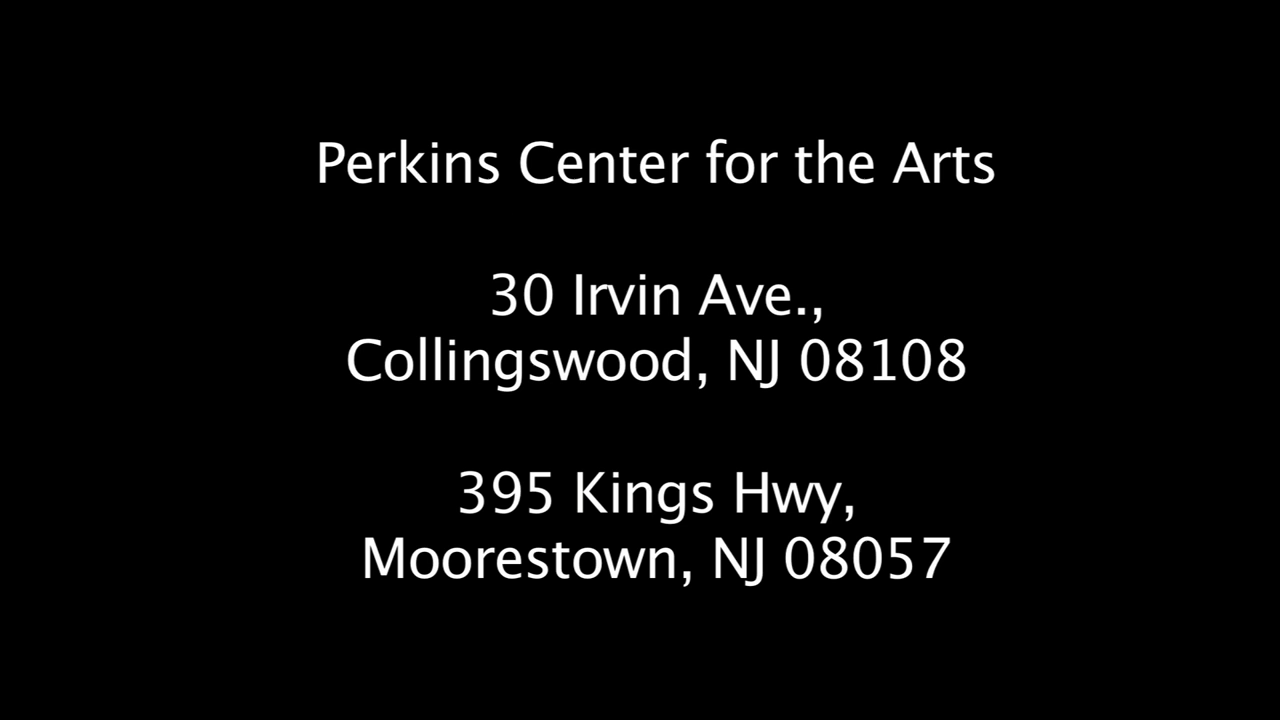 Perkins Center for the Arts
30 Irvin Ave.,
Collingswood, NJ 08108
395 Kings Hwy,
Moorestown, NJ 08057